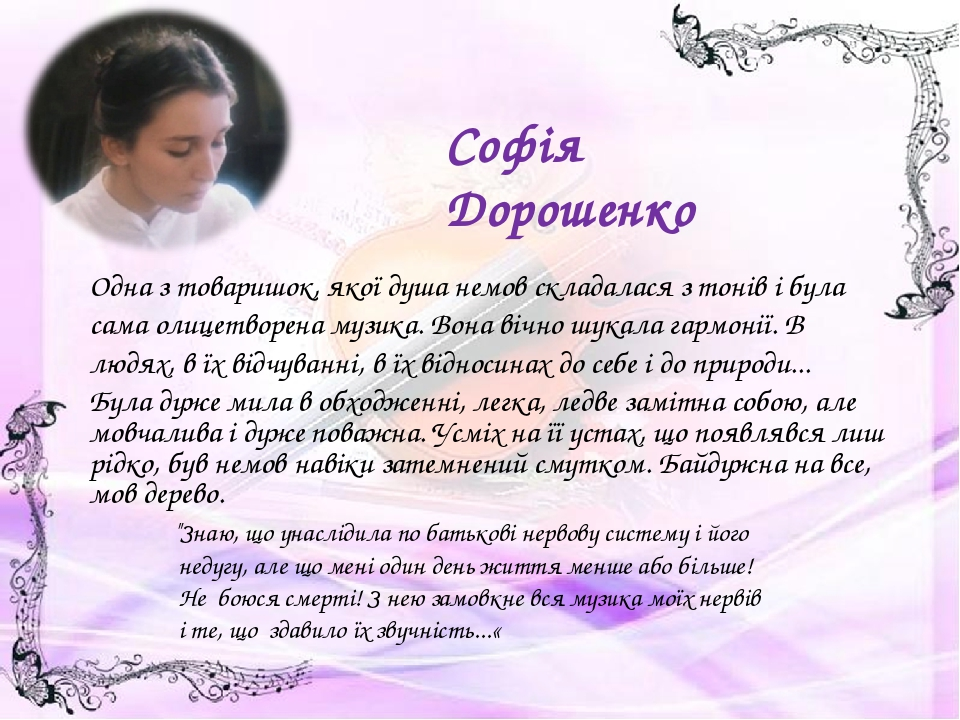 Софія
Дорошенко
Одна з товаришок, якої душа немов складалася з тонів і була
сама олицетворена музика. Вона вічно шукала гармонії. В
людях, в їх відчуванні, в їх відносинах до себе і до природи...
Була дуже мила в обходженні, легка, ледве замітна собою, але
мовчалива і дуже поважна. Усміх на її устах, що появлявся лиш
рідко, був немов навіки затемнений смутком. Байдужна на все,
мов дерево.
"Знаю, що унаслідила по батькові нервову систему і його
недугу, але що мені один день життя менше або більше!
Не боюся смерті! З нею замовкне вся музика моїх нервів
і те, що здавило їх звучність...«